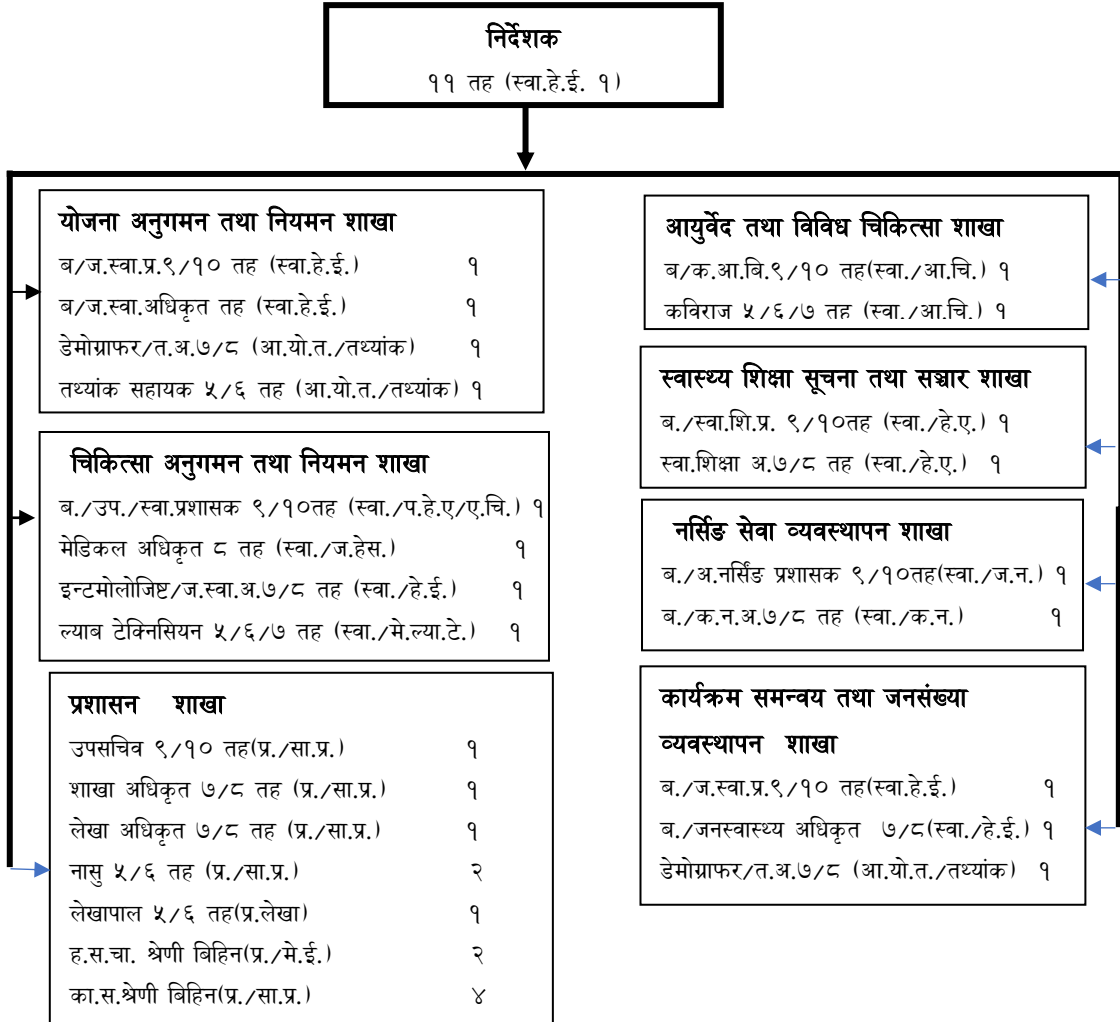 निर्देशक
११ तह (स्वा.हे.ई. १)
योजना अनुगमन तथा नियमन शाखा
ब/ज.स्वा.प्र.९/१० तह (स्वा.हे.ई.) १
ब/ज.स्वा.अधिकृत तह (स्वा.हे.ई.) १
डेमोग्राफर/त.अ.७/८ (आ.यो.त./तथ्यांक) १
तथ्यांक सहायक ५/६ तह (आ.यो.त./तथ्यांक) १
चिकित्सा अनुगमन तथा नियमन शाखा
ब./उप./स्वा.प्रशासक ९/१०तह (स्वा./प.हे.ए/ए.चि.) १
मेडिकल अधिकृत ८ तह (स्वा./ज.हेस.) १
इन्टमोलोजिष्ट/ज.स्वा.अ.७/८ तह (स्वा./हे.ई.) १
ल्याब टेक्निसियन ५/६/७ तह (स्वा./मे.ल्या.टे.) १
प्रशासन शाखा
उपसचिव ९/१० तह(प्र./सा.प्र.) १
शाखा अधिकृत ७/८ तह (प्र./सा.प्र.) १
लेखा अधिकृत ७/८ तह (प्र./सा.प्र.) १
नासु ५/६ तह (प्र./सा.प्र.) २
लेखापाल ५/६ तह(प्र.लेखा) १
ह.स.चा. श्रेणी बिहिन(प्र./मे.ई.) २
का.स.श्रेणी बिहिन(प्र./सा.प्र.) ४
आयुर्वेद तथा विविध चिकित्सा शाखा
ब/क.आ.बि.९/१० तह(स्वा./आ.चि.) १
कविराज ५/६/७ तह (स्वा./आ.चि.) १
स्वास्थ्य शिक्षा सूचना तथा सञ्चार शाखा
ब./स्वा.शि.प्र. ९/१०तह (स्वा./हे.ए.) १
स्वा.शिक्षा अ.७/८ तह (स्वा./हे.ए.) १
नर्सिङ सेवा व्यवस्थापन शाखा
ब./अ.नर्सिङ प्रशासक ९/१०तह(स्वा./ज.न.) १
ब./क.न.अ.७/८ तह (स्वा./क.न.) १
कार्यक्रम समन्वय तथा जनसंख्या
व्यवस्थापन शाखा
ब./ज.स्वा.प्र.९/१० तह(स्वा.हे.ई.) १
ब./जनस्वास्थ्य अधिकृत ७/८(स्वा./हे.ई.) १
डेमोग्राफर/त.अ.७/८ (आ.यो.त./तथ्यांक) १